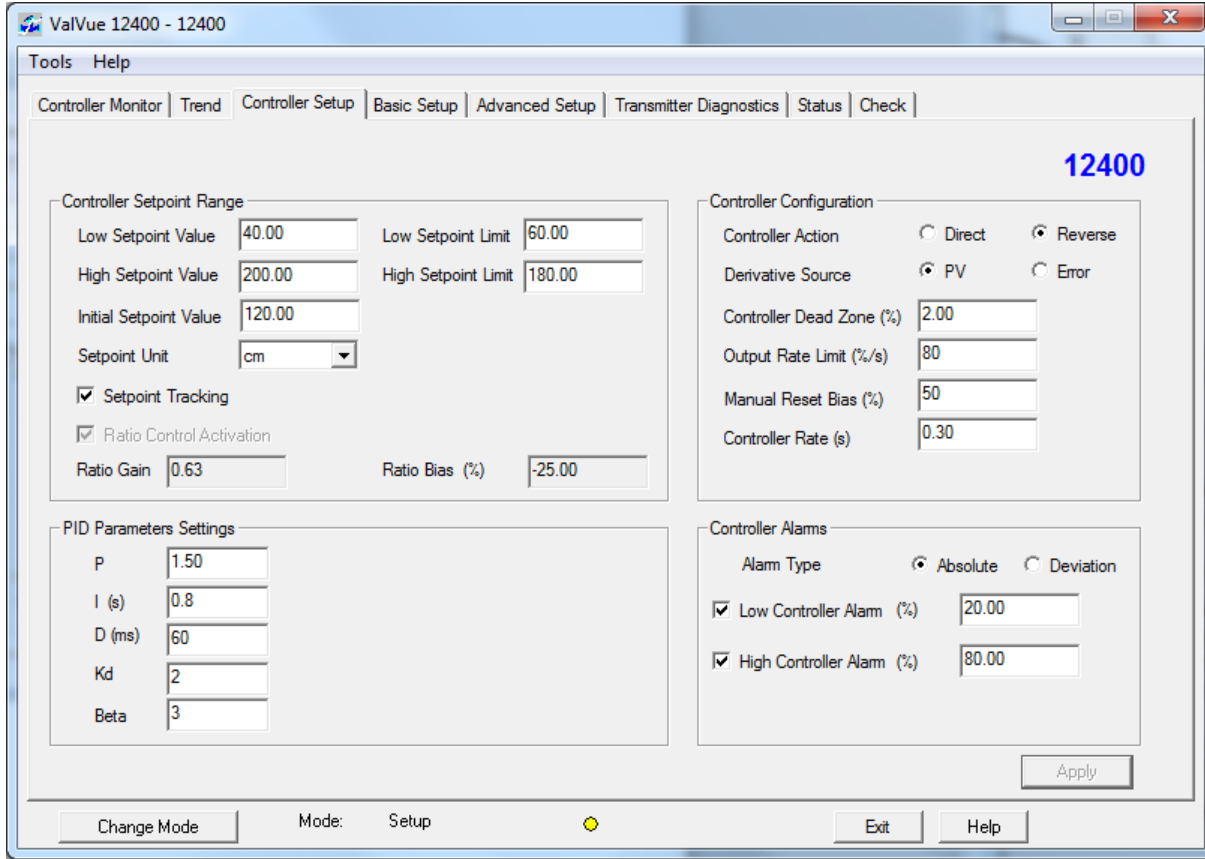 ValVue 12400 - 12400
Tools Help
Controller Monitor Trend Controller Setup Basic Setup Advanced Setup Transmitter Diagnostics Status Check
12400
Controller Setpoint Range
Low Setpoint Value 40.00 Low Setpoint Limit 60.00
High Setpoint Value 200.00 High Setpoint Limit 180.00
Initial Setpoint Value 120.00
Setpoint Unit cm
Setpoint Tracking
Ratio Control Activation
Ratio Gain 0.63 Ratio Bias (%) -25.00
Controller Configuration
Controller Action Direct Reverse
Derivative Source PV Error
Controller Dead Zone (%) 2.00
Output Rate Limit (%/s) 80
Manual Reset Bias (%) 50
Controller Rate (s) 0.30
PID Parameters Settings
P 1.50
I (s) 0.8
D (ms) 60
Kd 2
Beta 3
Controller Alarms
Alarm Type Absolute Deviation
Low Controller Alarm (%) 20.00
High Controller Alarm (%) 80.00
Apply
Change Mode Mode: Setup Exit Help